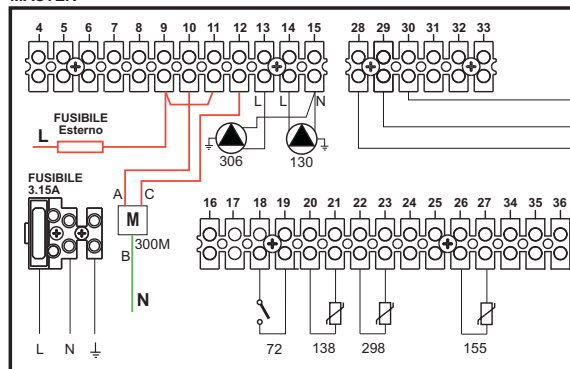 4 5 6 7 8 9 10 11 12 13 14 15 28 29 30 31 32 33
L L N
FUSIBILE
Esterno
L
306 130
FUSIBILE
3.15A
A C
M
300M
B
N
16 17 18 19 20 21 22 23 24 25 26 27 34 35 36
L N
72 138 298 155